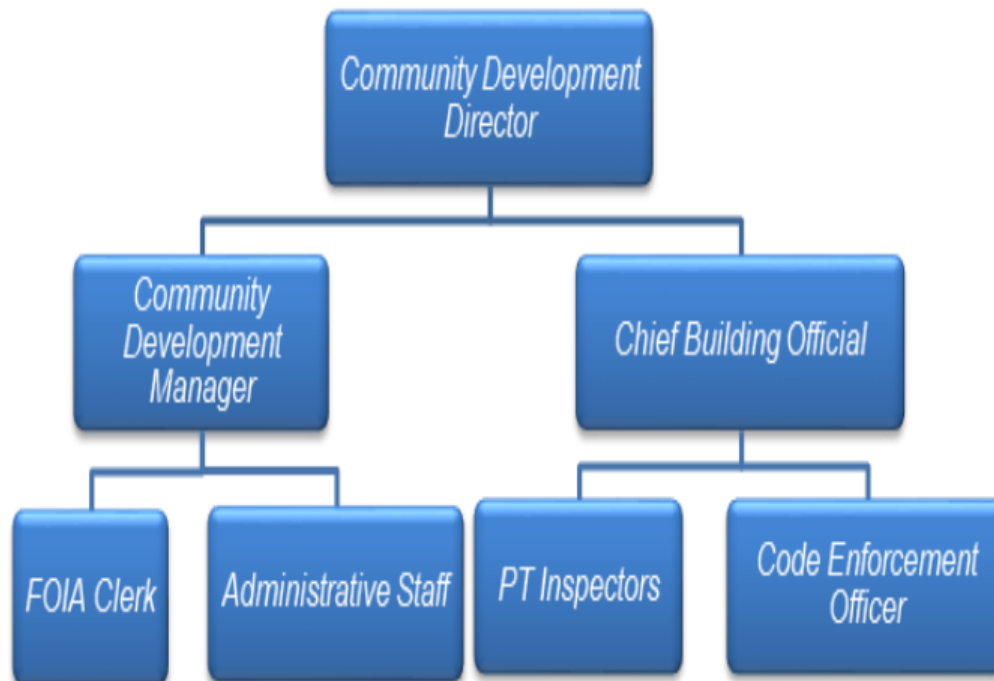 Community Development
Director
Community
Development
Manager
Chief Building Official
FOIA Clerk
Administrative Staff
PT Inspectors
Code Enforcement
Officer